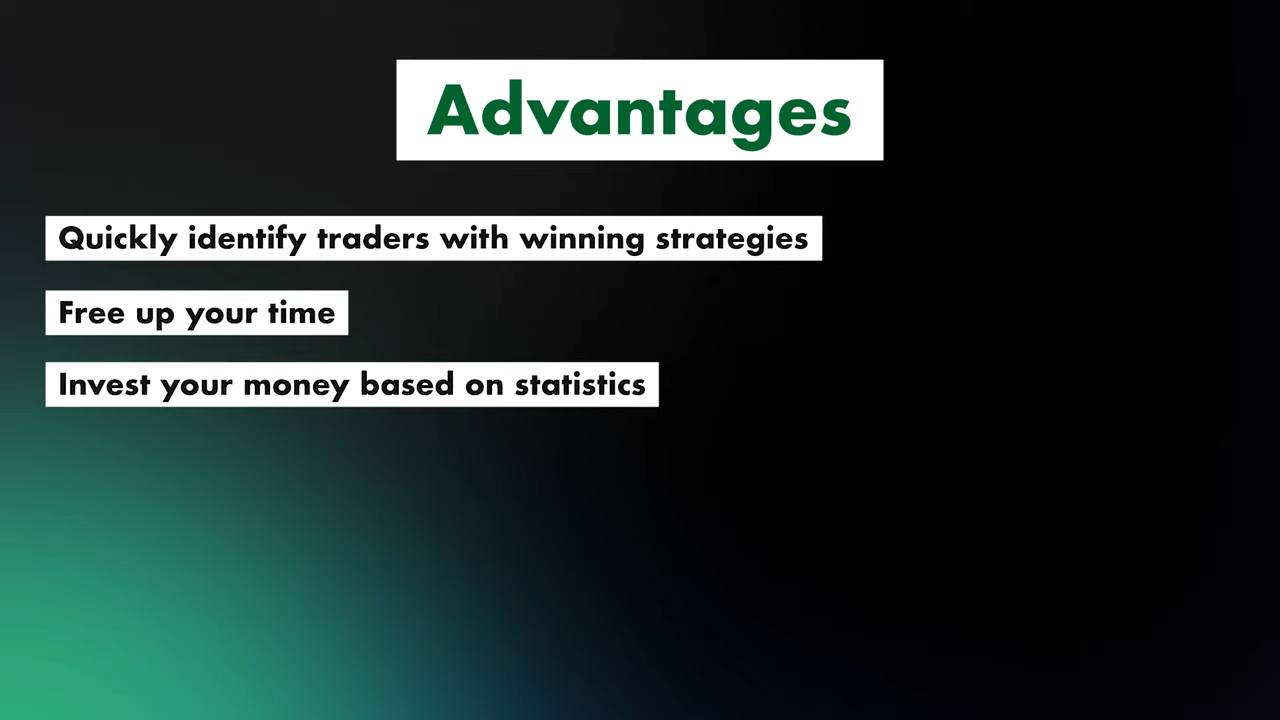 Advantages
Quickly identify traders with winning strategies
Free up your time
Invest your money based on statistics